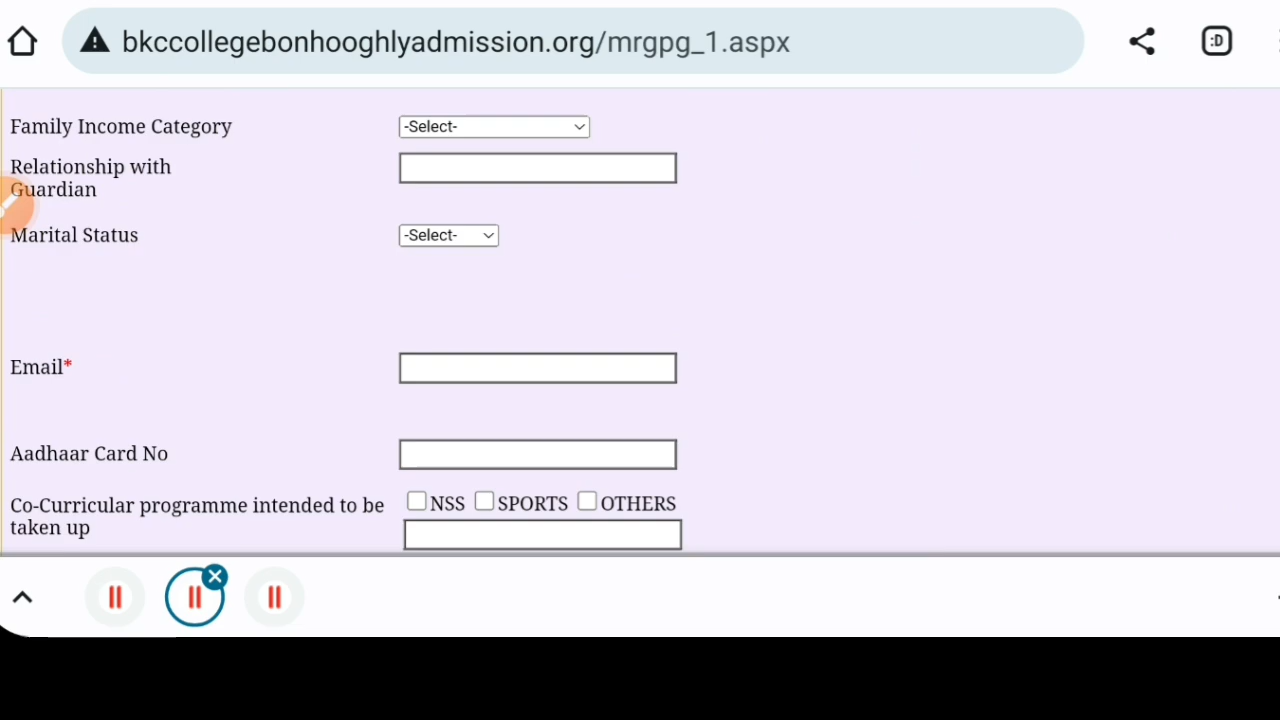 bkccollegebonhooghlyadmission.org/mrgpg_1.aspx
:D
Family Income Category
-Select-
Relationship with
Guardian
Marital Status
-Select-
Email*
Aadhaar Card No
Co-Curricular programme intended to be
taken up
NSS SPORTS OTHERS